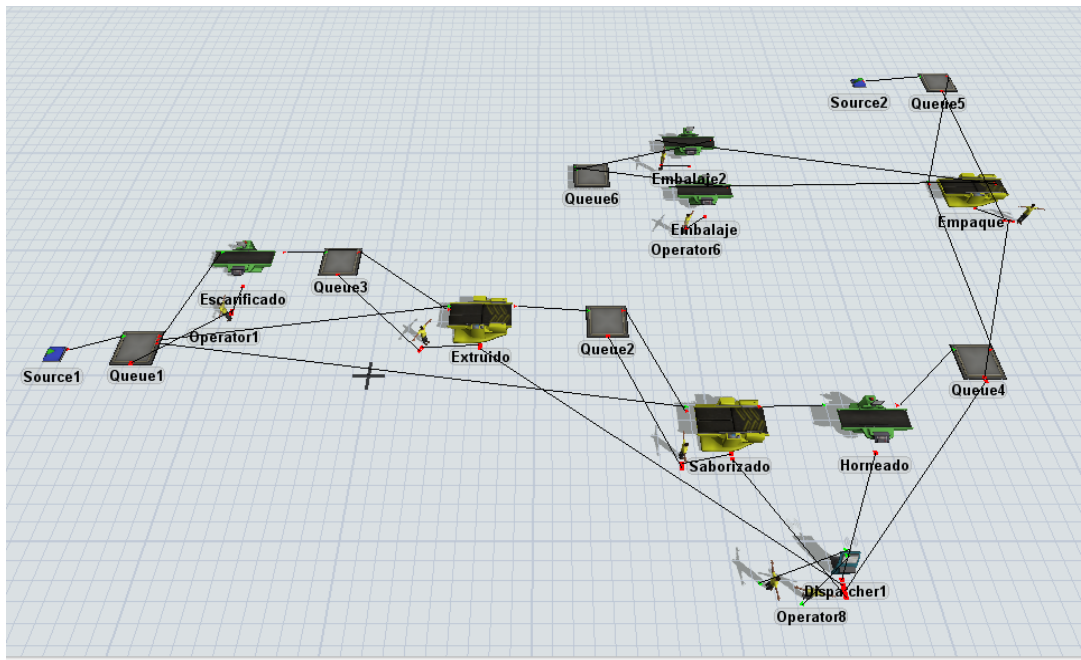 Source2
Queue5
Embalaje2
Queue6
Empaque
Embalaje
Operator6
Queue3
Escarificado
Operator1
Queue2
Extruido
Source1
Queue1
Queue4
Saborizado
Horneado
Dispatcher1
Operator8